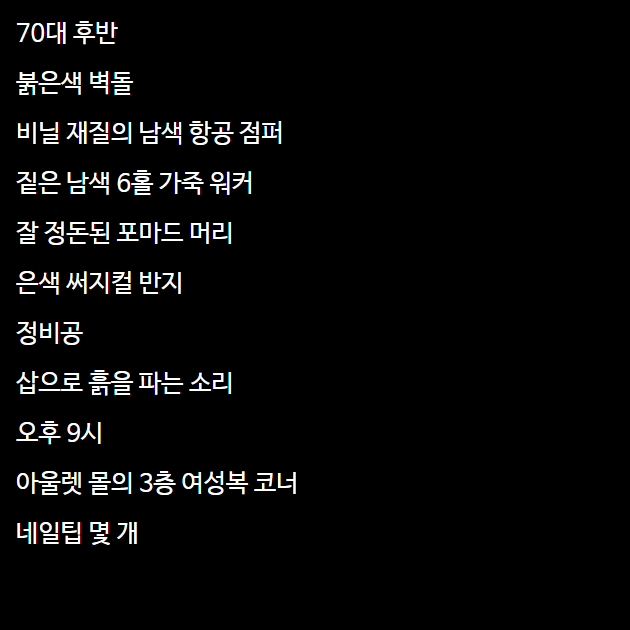 70대 후반
붉은색 벽돌
비닐 재질의 남색 항공 점퍼
짙은 남색 6홀 가죽 워커
잘 정돈된 포마드 머리
은색 써지컬 반지
정비공
삽으로 흙을 파는 소리
오후 9시
아울렛 몰의 3층 여성복 코너
네일팁 몇 개